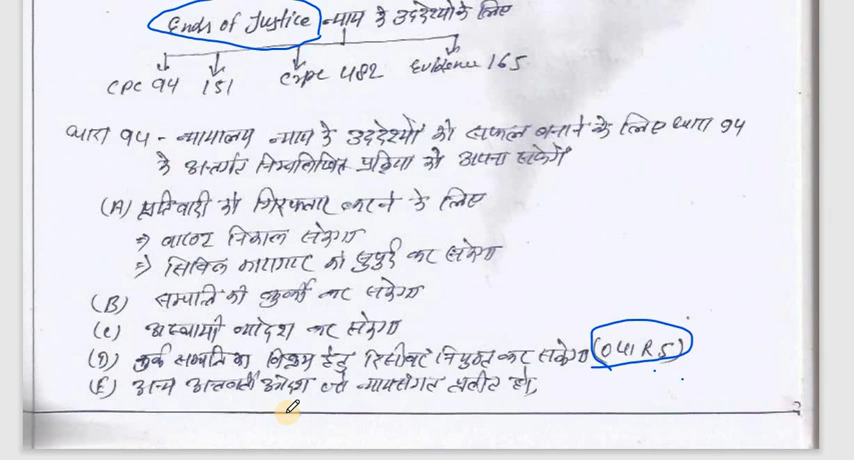 Ends of Justice न्याय के उद्देश्यों के लिए
CPC 94 151 CrPC 482 Evidence 165
धारा 94 - न्यायालय न्याय के उद्देश्यों को सफल बनाने के लिए धारा 94
के अन्तर्गत निम्नलिखित प्रक्रिया को अपना सकेगें
(A) प्रतिवादी को गिरफ्तार करने के लिए
⇒ वारण्ट निकाल सकेगा
⇒ सिविल कारागार को सुपुर्द कर सकेगा
(B) सम्पत्ति की कुर्की कर सकेगा
(C) अस्थायी व्यादेश कर सकेगा
(D) कुर्क सम्पत्ति का विक्रय हेतु रिसीवर नियुक्त कर सकेगा (O41 R5)
(E) अन्य अन्तर्वर्ती आदेश जो न्यायसंगत प्रतीत हो,